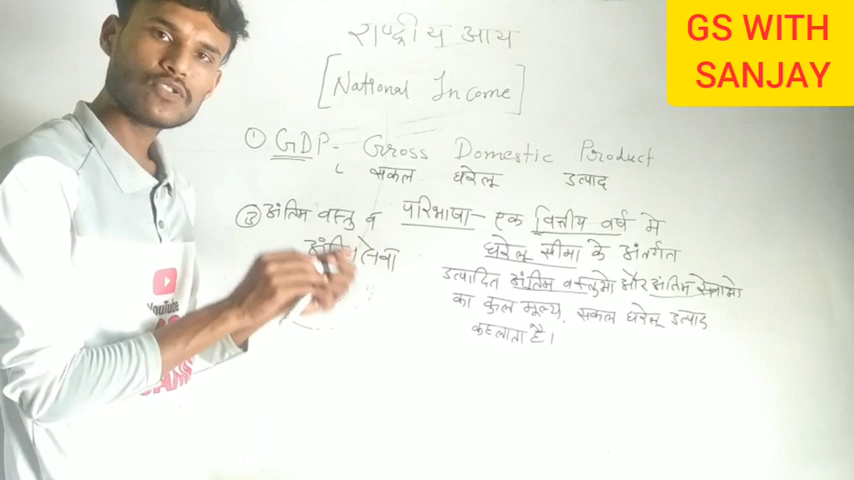 GS WITH
SANJAY
राष्ट्रीय आय
[National Income]
① GDP :- Gross Domestic Product
सकल घरेलू उत्पाद
③ अंतिम वस्तु व
अंतिम सेवा
परिभाषा - एक वित्तीय वर्ष मे
घरेलू सीमा के अंतर्गत
उत्पादित अंतिम वस्तुओ और अंतिम सेवाओ
का कुल मूल्य, सकल घरेलू उत्पाद
कहलाता है।
YouTube